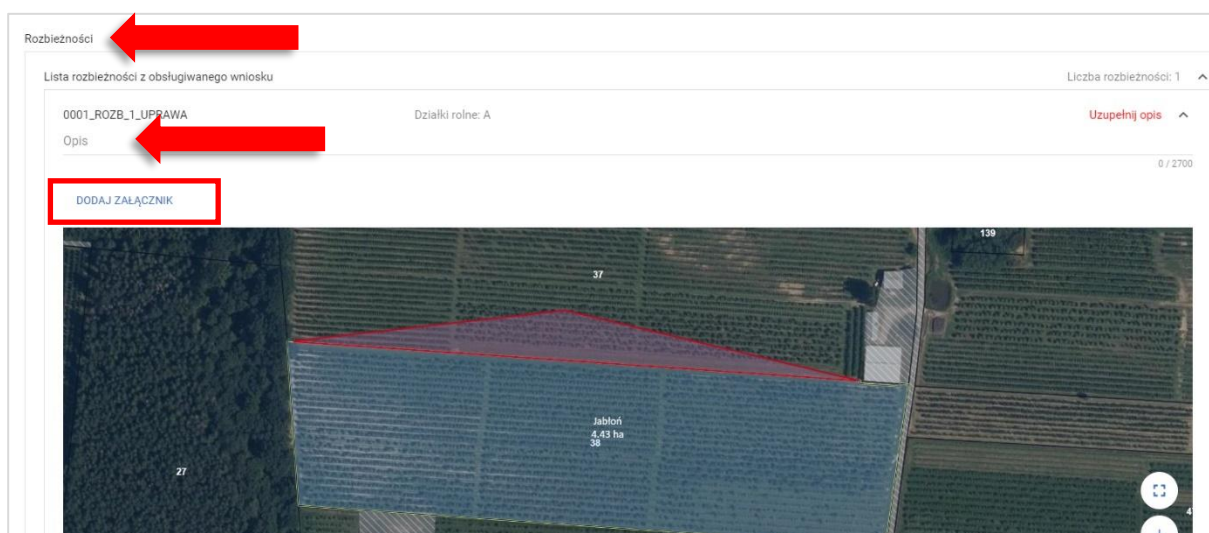 Rozbieżności
Lista rozbieżności z obsługiwanego wniosku
Liczba rozbieżności: 1
0001_ROZB_1_UPRAWA
Działki rolne: A
Uzupełnij opis
Opis
0 / 2700
DODAJ ZAŁĄCZNIK
139
37
Jabłoń
4.43 ha
38
27